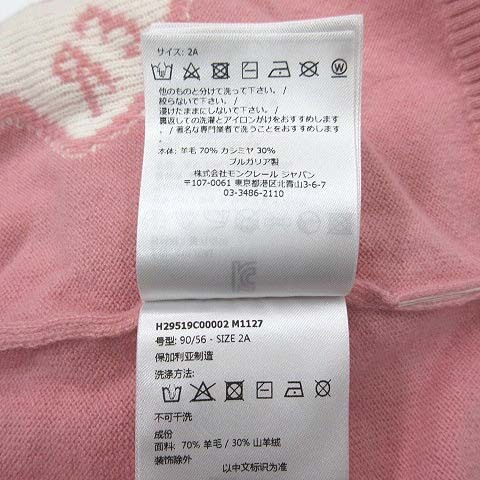 サイズ: 2A
他のものと分けて洗って下さい。/
絞らないで下さい。/
浸けたままにしないで下さい。/
裏返しての洗濯とアイロンがけをおすすめします。
/ 著名な専門業者で洗うことをおすすめします
本体: 羊毛 70% カシミヤ 30%
ブルガリア製
株式会社モンクレール ジャパン
〒107-0061 東京都港区北青山3-6-7
03-3486-2110
H29519C00002 M1127
号型: 90/56 - SIZE 2A
保加利亚制造
洗涤方法:
不可干洗
成份
面料: 70% 羊毛 / 30% 山羊绒
装饰除外
以中文标识为准